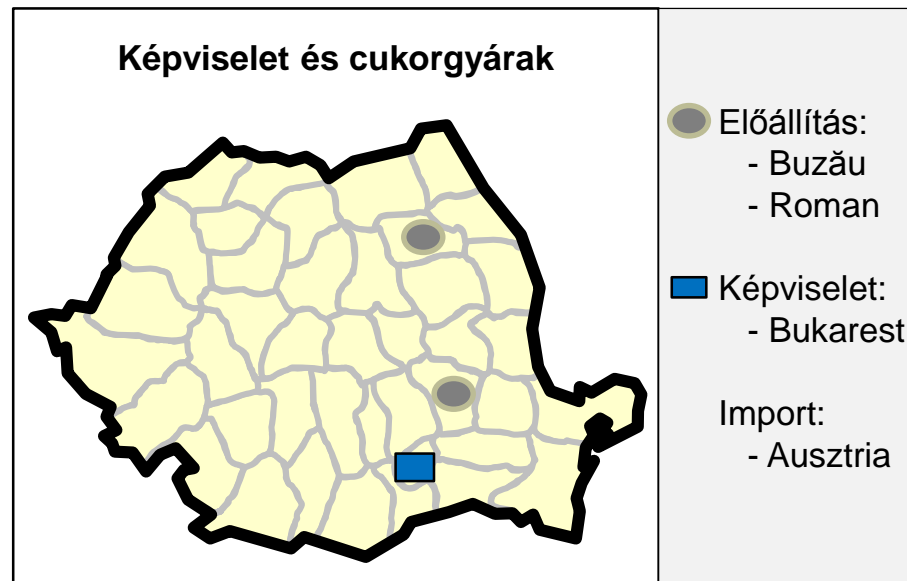 Képviselet és cukorgyárak
Előállítás:
- Buzău
- Roman
Képviselet:
- Bukarest
Import:
- Ausztria